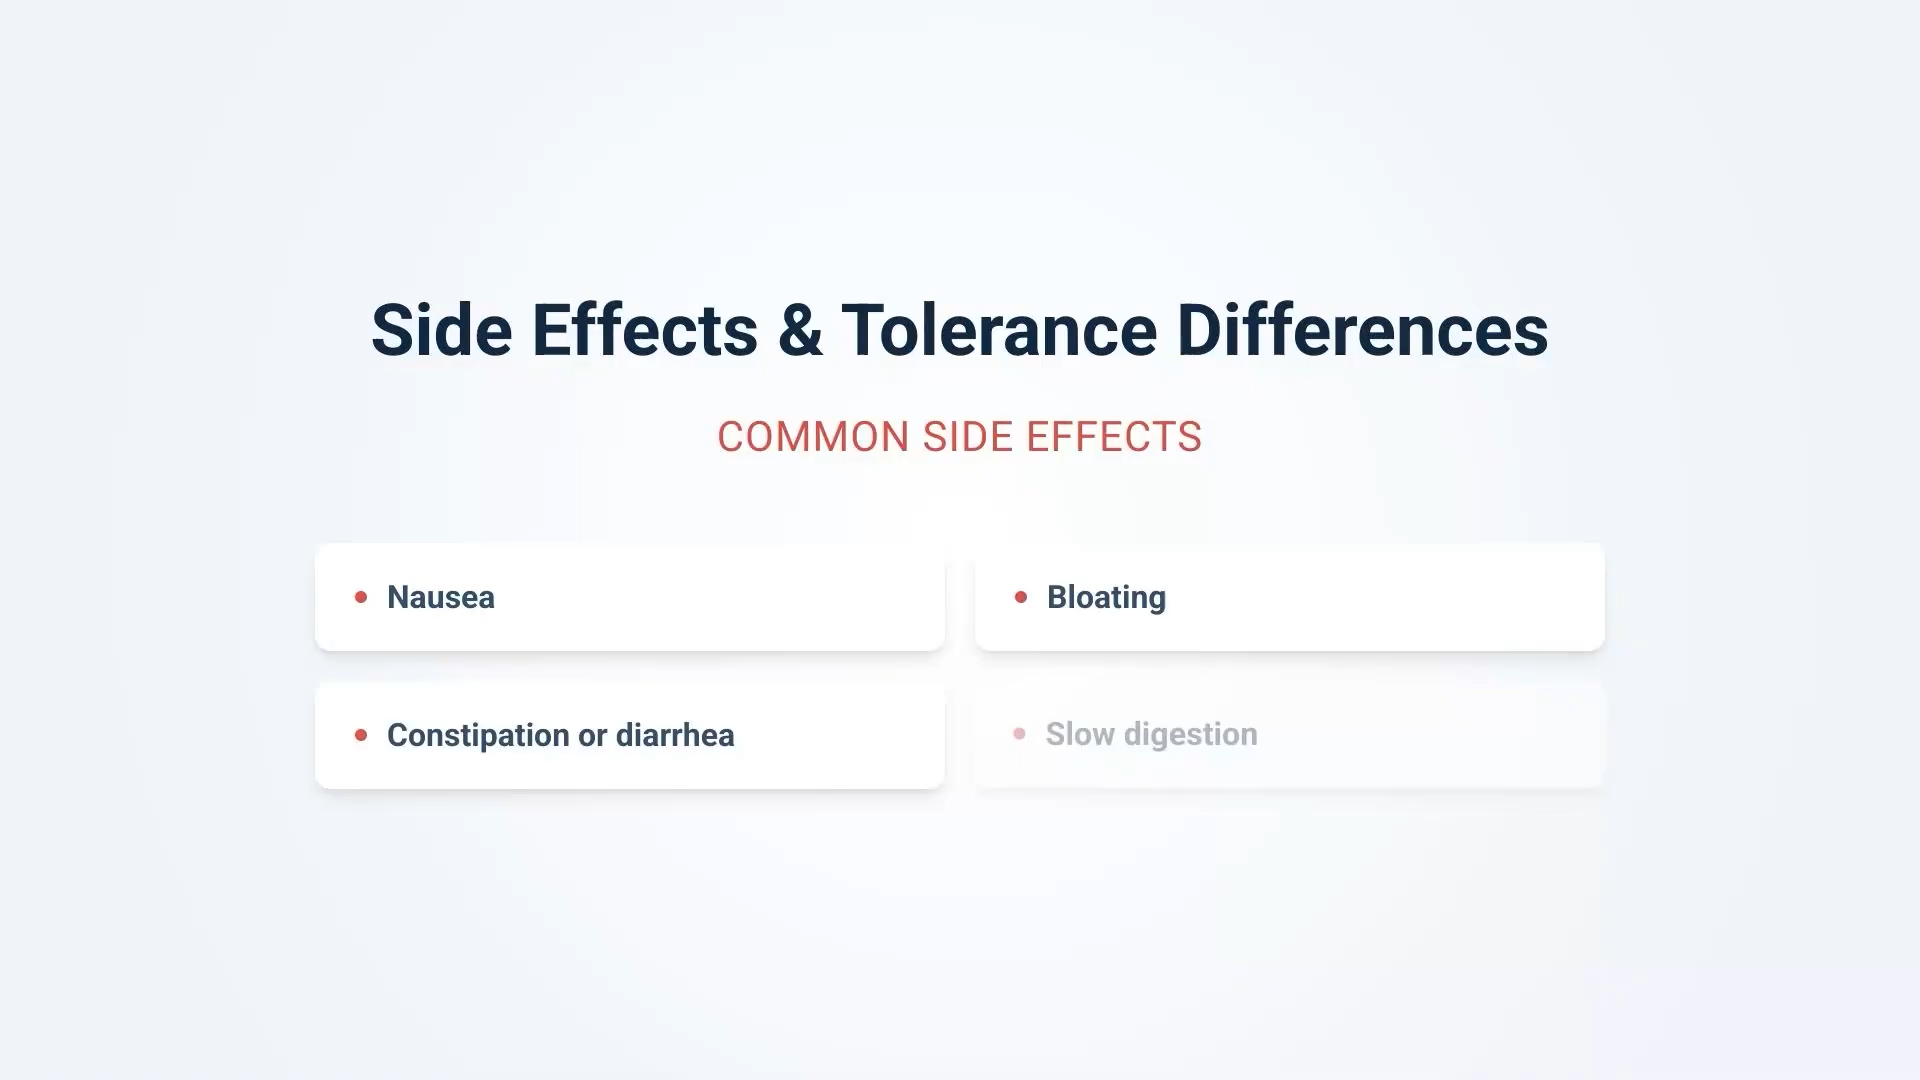 Side Effects & Tolerance Differences
COMMON SIDE EFFECTS
Nausea
Bloating
Constipation or diarrhea
Slow digestion